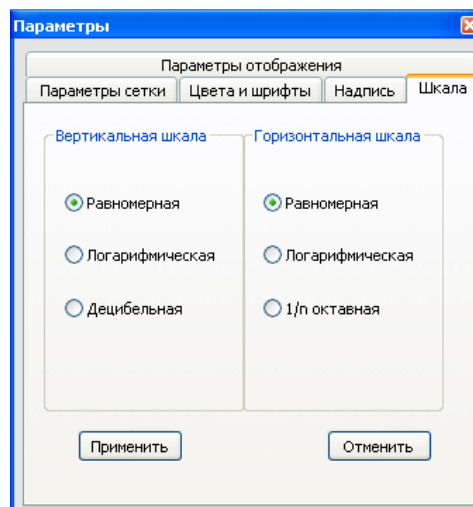 Параметры
Параметры отображения
Параметры сетки Цвета и шрифты Надпись Шкала
Вертикальная шкала Горизонтальная шкала
Равномерная Равномерная
Логарифмическая Логарифмическая
Децибельная 1/n октавная
Применить Отменить